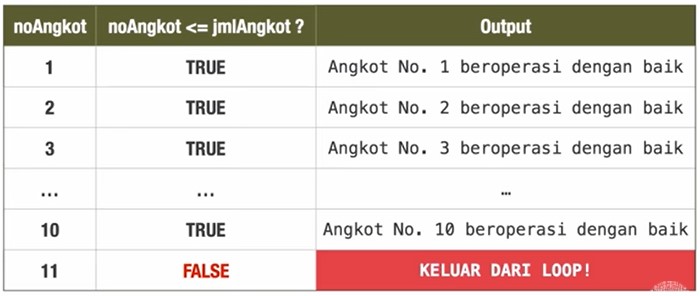 noAngkot noAngkot <= jmlAngkot ? Output
1 TRUE Angkot No. 1 beroperasi dengan baik
2 TRUE Angkot No. 2 beroperasi dengan baik
3 TRUE Angkot No. 3 beroperasi dengan baik
... ... …
10 TRUE Angkot No. 10 beroperasi dengan baik
11 FALSE KELUAR DARI LOOP!